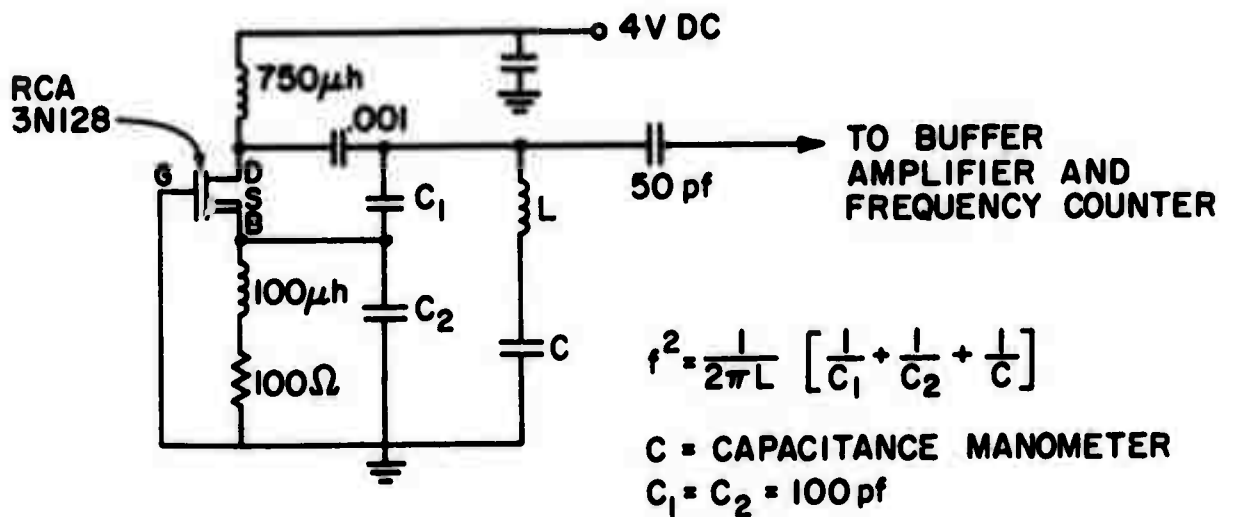 4V DC
750μh
RCA
3N128
.001
TO BUFFER
AMPLIFIER AND
FREQUENCY COUNTER
50 pf
G
D
S
B
C₁
L
100μh
C₂
C
100Ω
f² = 1/2πL [1/C₁ + 1/C₂ + 1/C]
C = CAPACITANCE MANOMETER
C₁ = C₂ = 100 pf